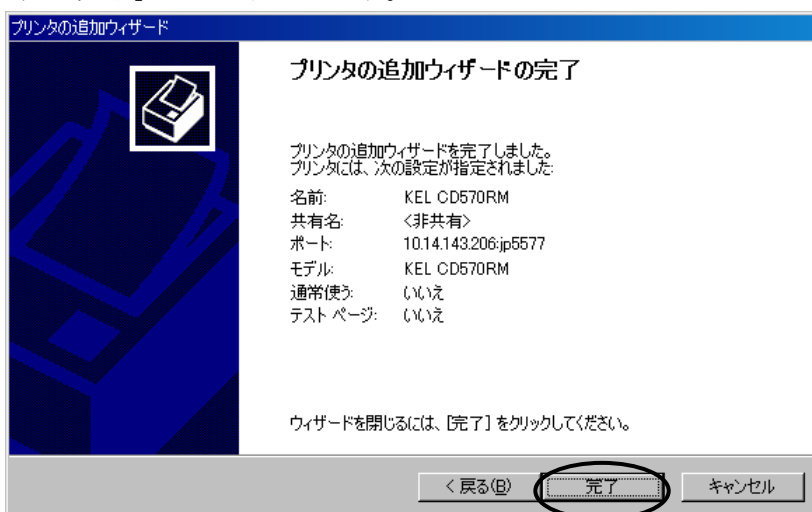 プリンタの追加ウィザード
プリンタの追加ウィザードの完了
プリンタの追加ウィザードを完了しました。
プリンタには、次の設定が指定されました:
名前: KEL CD570RM
共有名: <非共有>
ポート: 10.14.143.206:jp5577
モデル: KEL CD570RM
通常使う: いいえ
テスト ページ: いいえ
ウィザードを閉じるには、[完了] をクリックしてください。
< 戻る(B) 完了 キャンセル